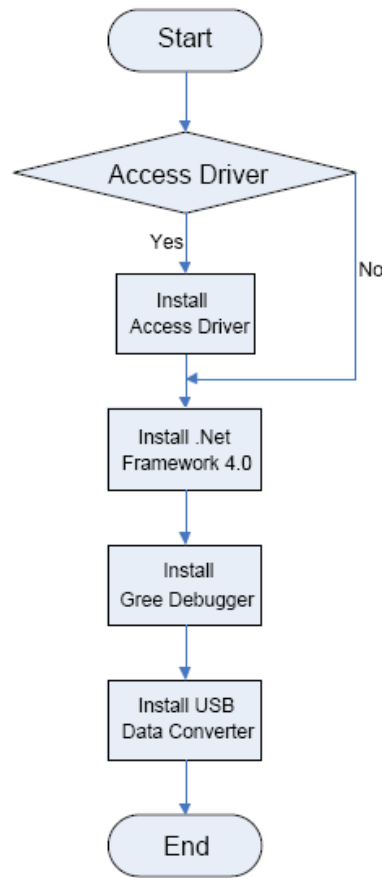 Start
Access Driver
Yes
No
Install
Access Driver
Install .Net
Framework 4.0
Install
Gree Debugger
Install USB
Data Converter
End